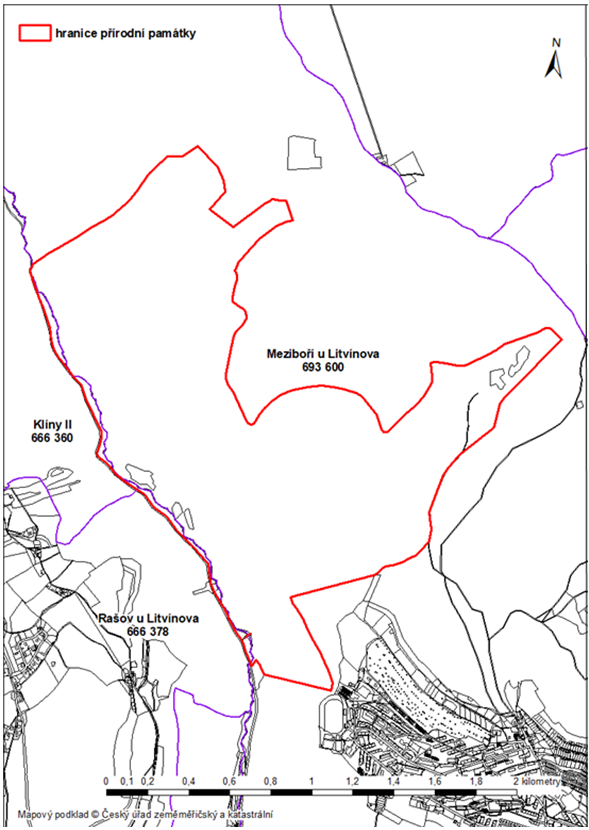 hranice přírodní památky
N
Meziboří u Litvínova
693 600
Klíny II
666 360
Rašov u Litvínova
666 378
0 0,1 0,2 0,4 0,6 0,8 1 1,2 1,4 1,6 1,8 2 kilometry
Mapový podklad © Český úřad zeměměřičský a katastrální